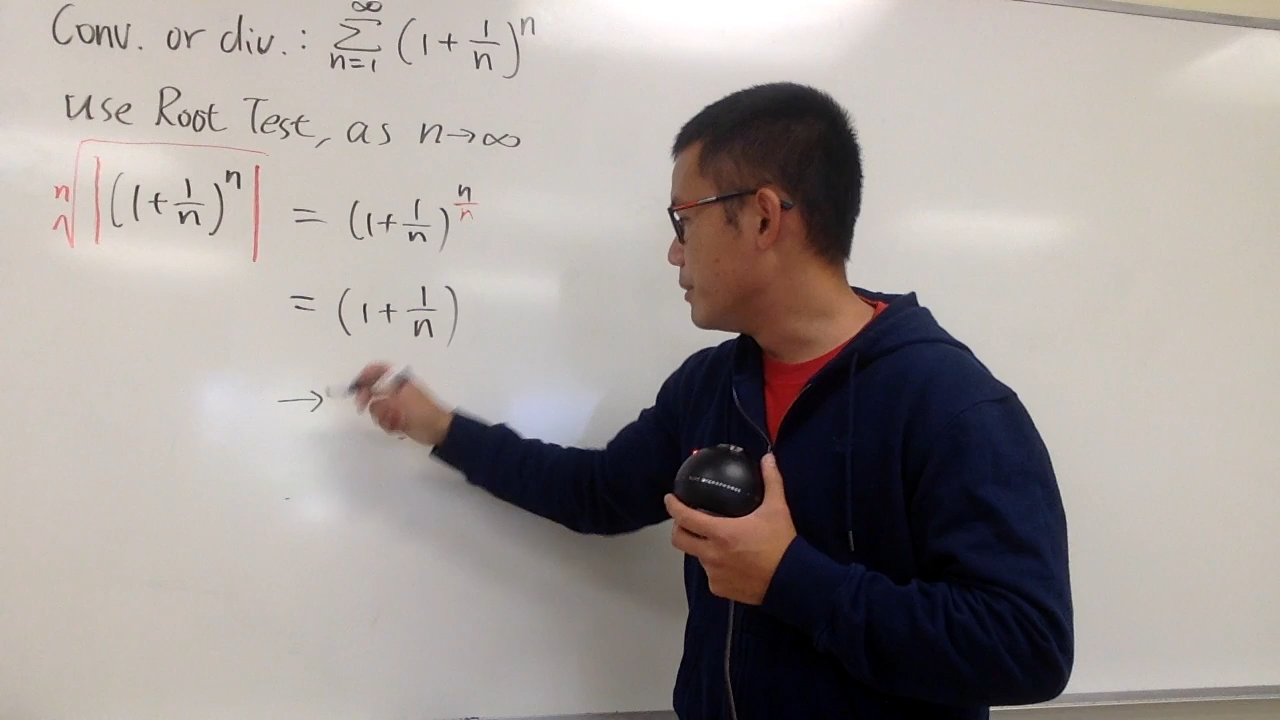 Conv. or div.: ∞∑n=1 (1 + 1/n)^n
use Root Test, as n→∞
ⁿ√|(1 + 1/n)^n| = (1 + 1/n)^(n/n)
= (1 + 1/n)
→